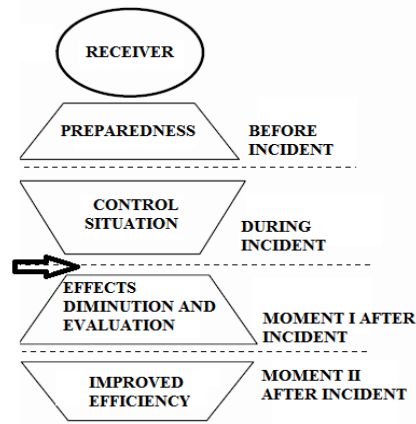 RECEIVER
PREPAREDNESS
BEFORE
INCIDENT
CONTROL
SITUATION
DURING
INCIDENT
EFFECTS
DIMINUTION AND
EVALUATION
MOMENT I AFTER
INCIDENT
IMPROVED
EFFICIENCY
MOMENT II
AFTER INCIDENT